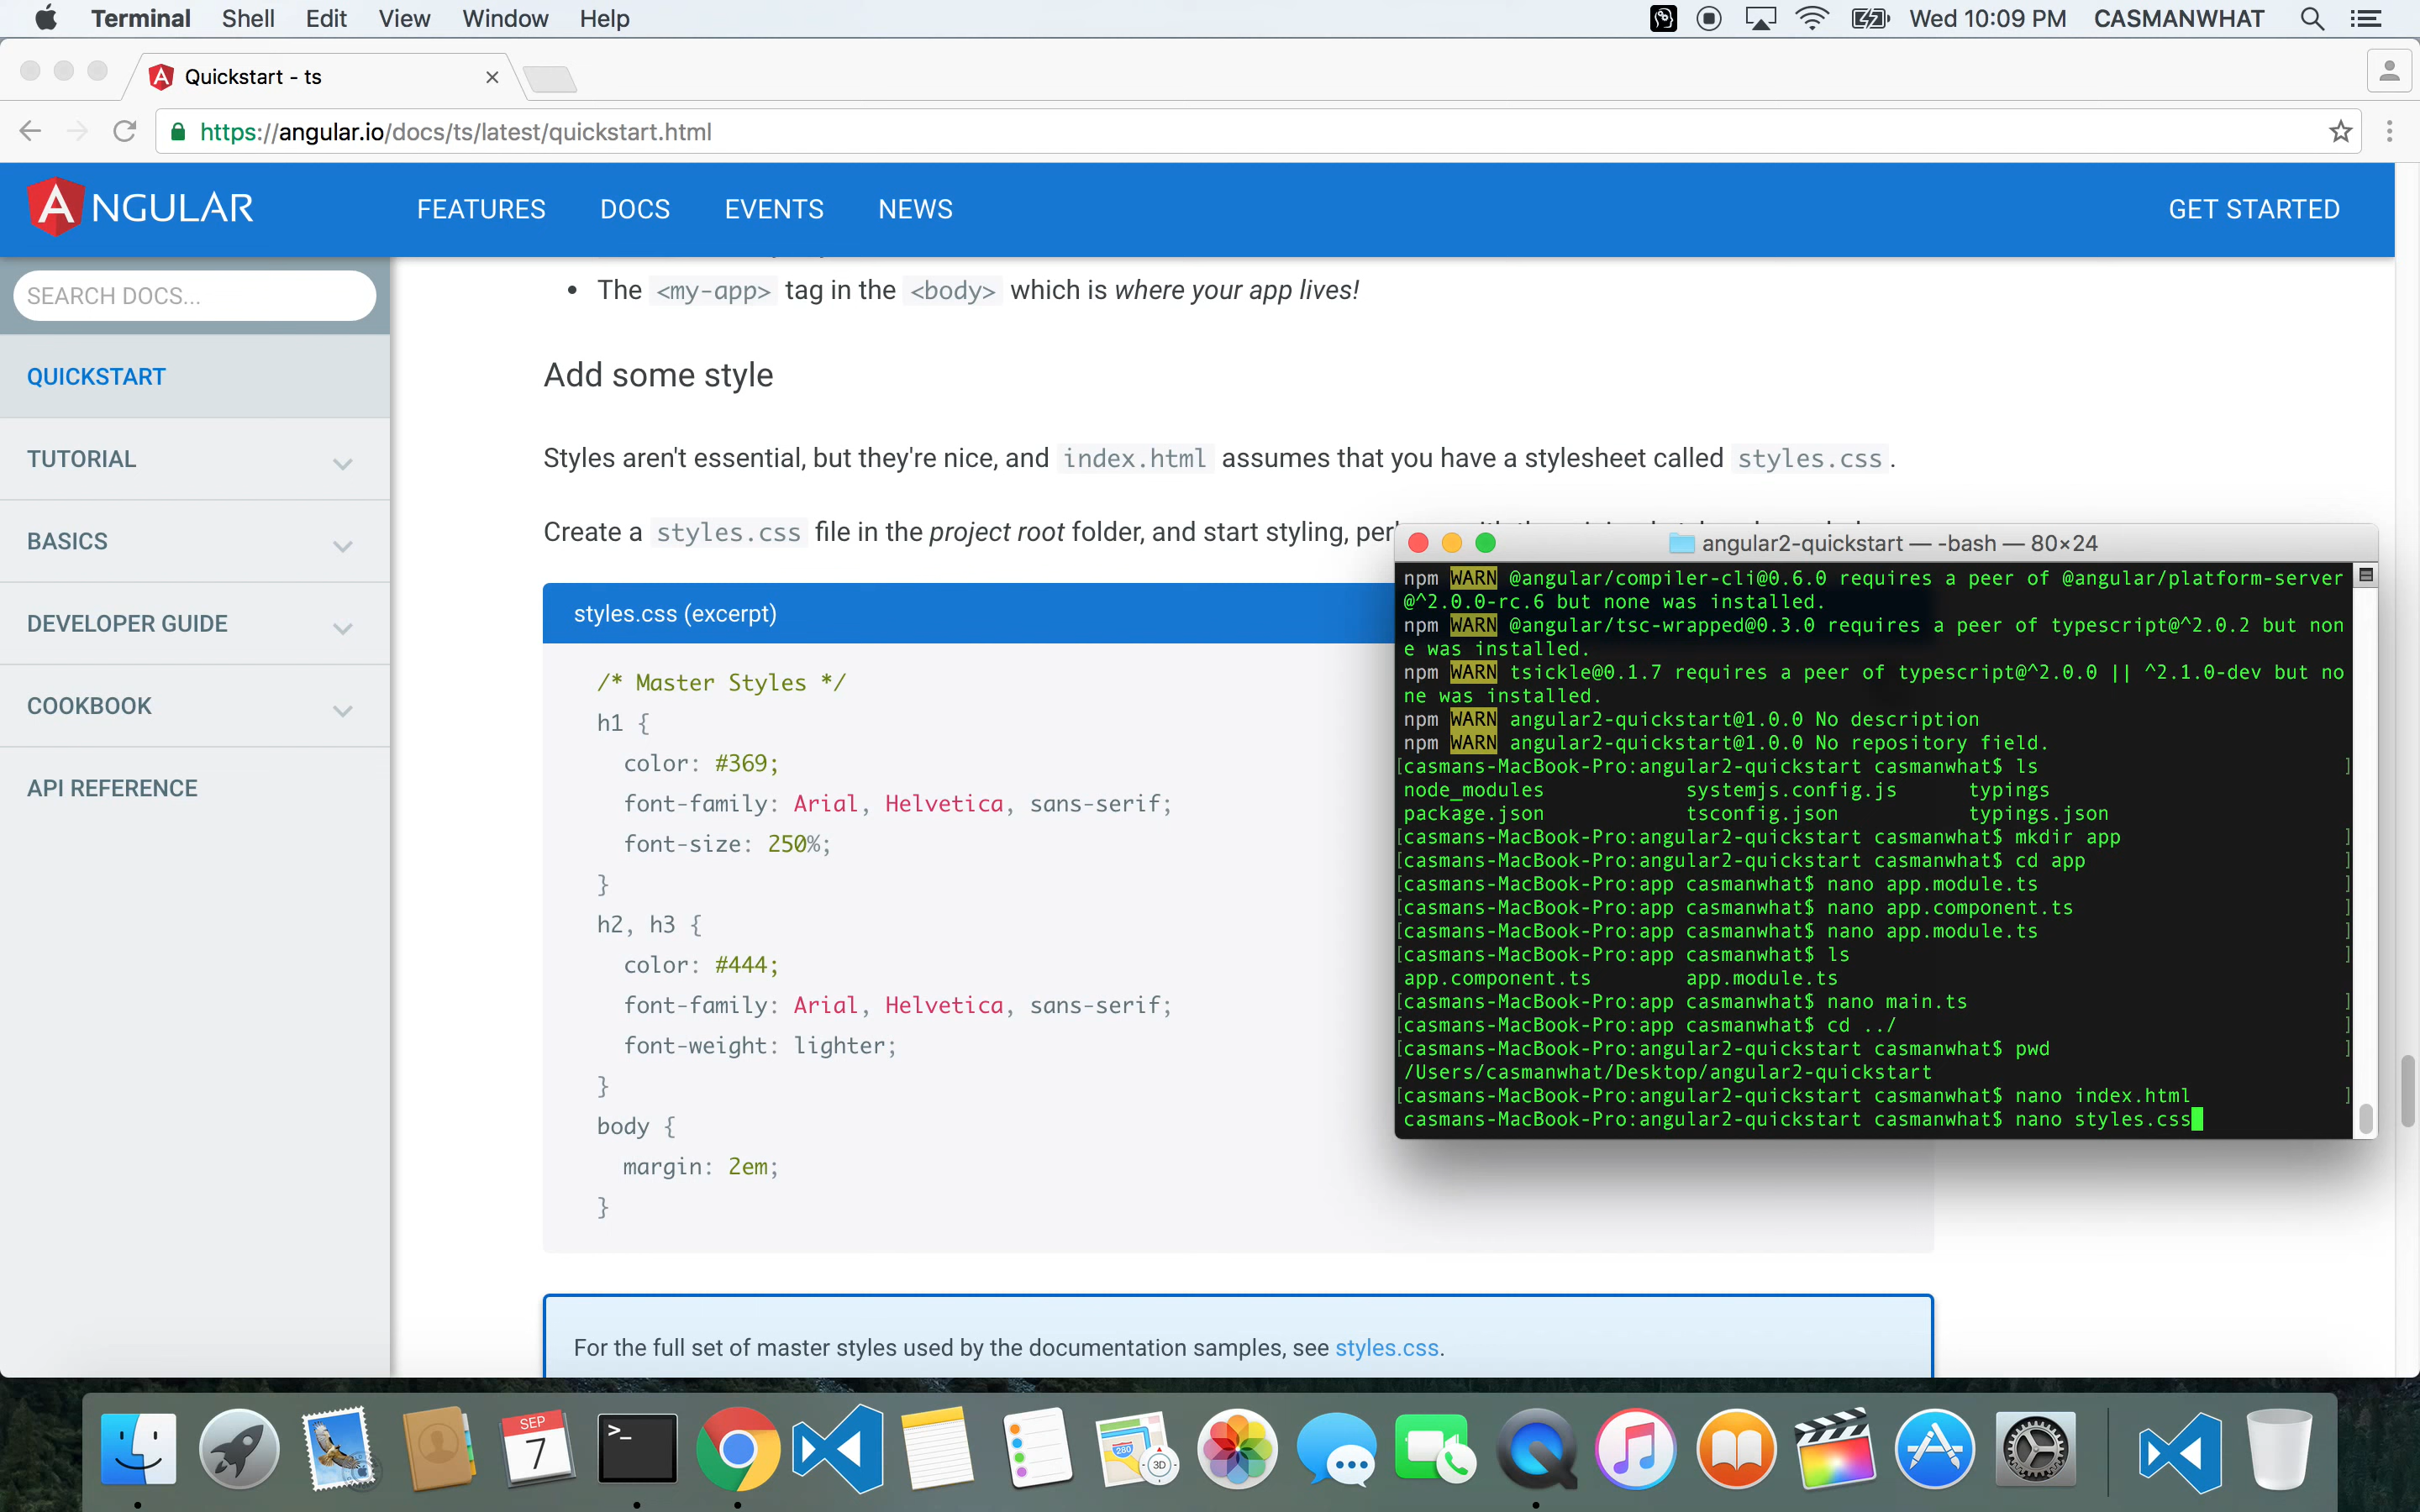 Terminal Shell Edit View Window Help Wed 10:09 PM CASMANWHAT
Quickstart - ts
https://angular.io/docs/ts/latest/quickstart.html
ANGULAR FEATURES DOCS EVENTS NEWS GET STARTED
SEARCH DOCS...
QUICKSTART
TUTORIAL
BASICS
DEVELOPER GUIDE
COOKBOOK
API REFERENCE
• The <my-app> tag in the <body> which is where your app lives!
Add some style
Styles aren't essential, but they're nice, and index.html assumes that you have a stylesheet called styles.css.
Create a styles.css file in the project root folder, and start styling,
styles.css (excerpt)
/* Master Styles */
h1 {
  color: #369;
  font-family: Arial, Helvetica, sans-serif;
  font-size: 250%;
}
h2, h3 {
  color: #444;
  font-family: Arial, Helvetica, sans-serif;
  font-weight: lighter;
}
body {
  margin: 2em;
}
For the full set of master styles used by the documentation samples, see styles.css.
angular2-quickstart — -bash — 80×24
npm WARN @angular/compiler-cli@0.6.0 requires a peer of @angular/platform-server
@^2.0.0-rc.6 but none was installed.
npm WARN @angular/tsc-wrapped@0.3.0 requires a peer of typescript@^2.0.2 but non
e was installed.
npm WARN tsickle@0.1.7 requires a peer of typescript@^2.0.0 || ^2.1.0-dev but no
ne was installed.
npm WARN angular2-quickstart@1.0.0 No description
npm WARN angular2-quickstart@1.0.0 No repository field.
[casmans-MacBook-Pro:angular2-quickstart casmanwhat$ ls ]
node_modules systemjs.config.js typings
package.json tsconfig.json typings.json
[casmans-MacBook-Pro:angular2-quickstart casmanwhat$ mkdir app ]
[casmans-MacBook-Pro:angular2-quickstart casmanwhat$ cd app ]
[casmans-MacBook-Pro:app casmanwhat$ nano app.module.ts ]
[casmans-MacBook-Pro:app casmanwhat$ nano app.component.ts ]
[casmans-MacBook-Pro:app casmanwhat$ nano app.module.ts ]
[casmans-MacBook-Pro:app casmanwhat$ ls ]
app.component.ts app.module.ts
[casmans-MacBook-Pro:app casmanwhat$ nano main.ts ]
[casmans-MacBook-Pro:app casmanwhat$ cd ../ ]
[casmans-MacBook-Pro:angular2-quickstart casmanwhat$ pwd ]
/Users/casmanwhat/Desktop/angular2-quickstart
[casmans-MacBook-Pro:angular2-quickstart casmanwhat$ nano index.html ]
casmans-MacBook-Pro:angular2-quickstart casmanwhat$ nano styles.css
SEP
7
280
3D